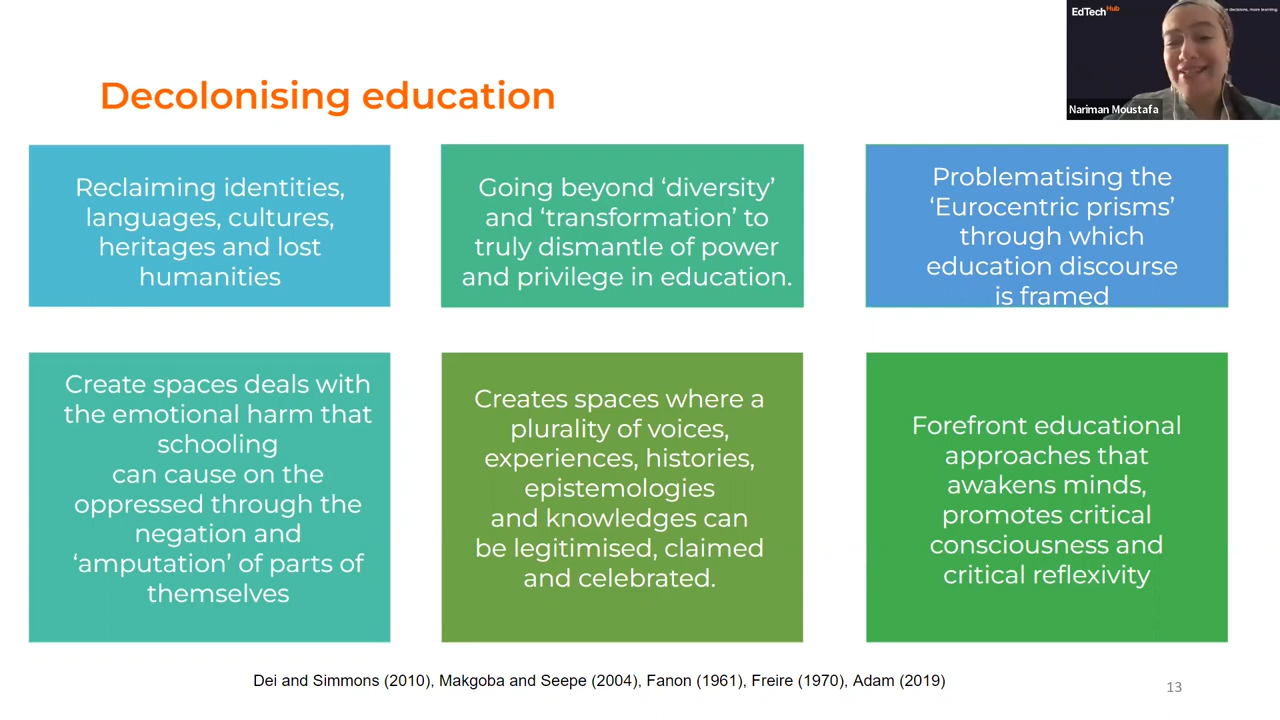 EdTech Hub
decisions, more learning.
Nariman Moustafa
Decolonising education
Reclaiming identities,
languages, cultures,
heritages and lost
humanities
Going beyond ‘diversity’
and ‘transformation’ to
truly dismantle of power
and privilege in education.
Problematising the
‘Eurocentric prisms’
through which
education discourse
is framed
Create spaces deals with
the emotional harm that
schooling
can cause on the
oppressed through the
negation and
‘amputation’ of parts of
themselves
Creates spaces where a
plurality of voices,
experiences, histories,
epistemologies
and knowledges can
be legitimised, claimed
and celebrated.
Forefront educational
approaches that
awakens minds,
promotes critical
consciousness and
critical reflexivity
Dei and Simmons (2010), Makgoba and Seepe (2004), Fanon (1961), Freire (1970), Adam (2019)
13